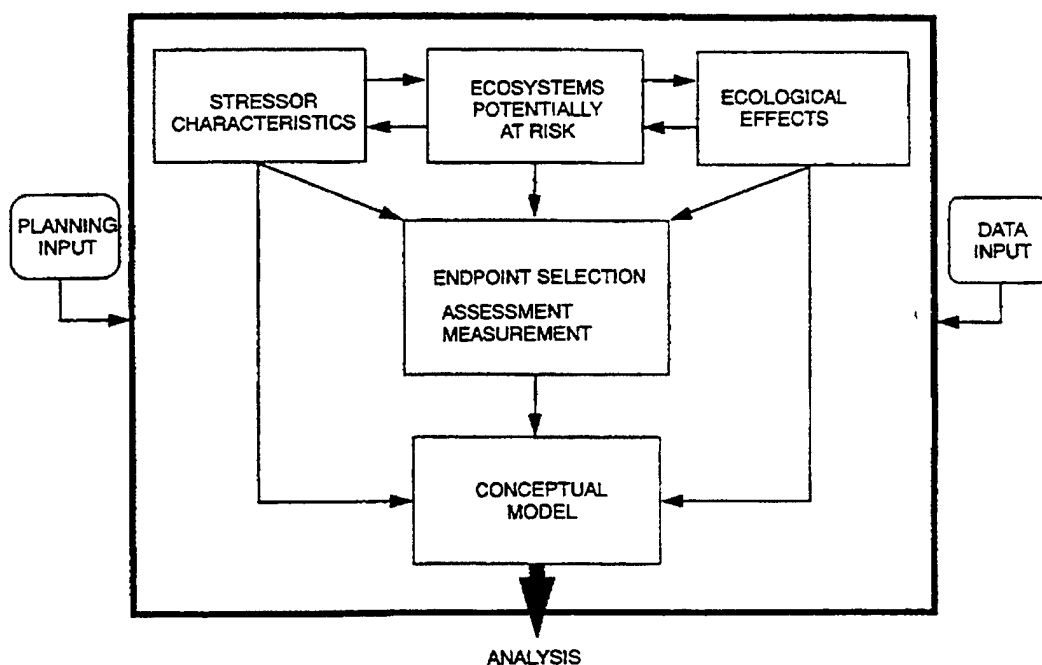 STRESSOR
CHARACTERISTICS
ECOSYSTEMS
POTENTIALLY
AT RISK
ECOLOGICAL
EFFECTS
PLANNING
INPUT
DATA
INPUT
ENDPOINT SELECTION
ASSESSMENT
MEASUREMENT
CONCEPTUAL
MODEL
ANALYSIS